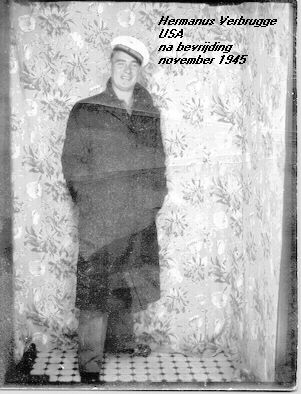 Hermanus Verbrugge
USA
na bevrijding
november 1945